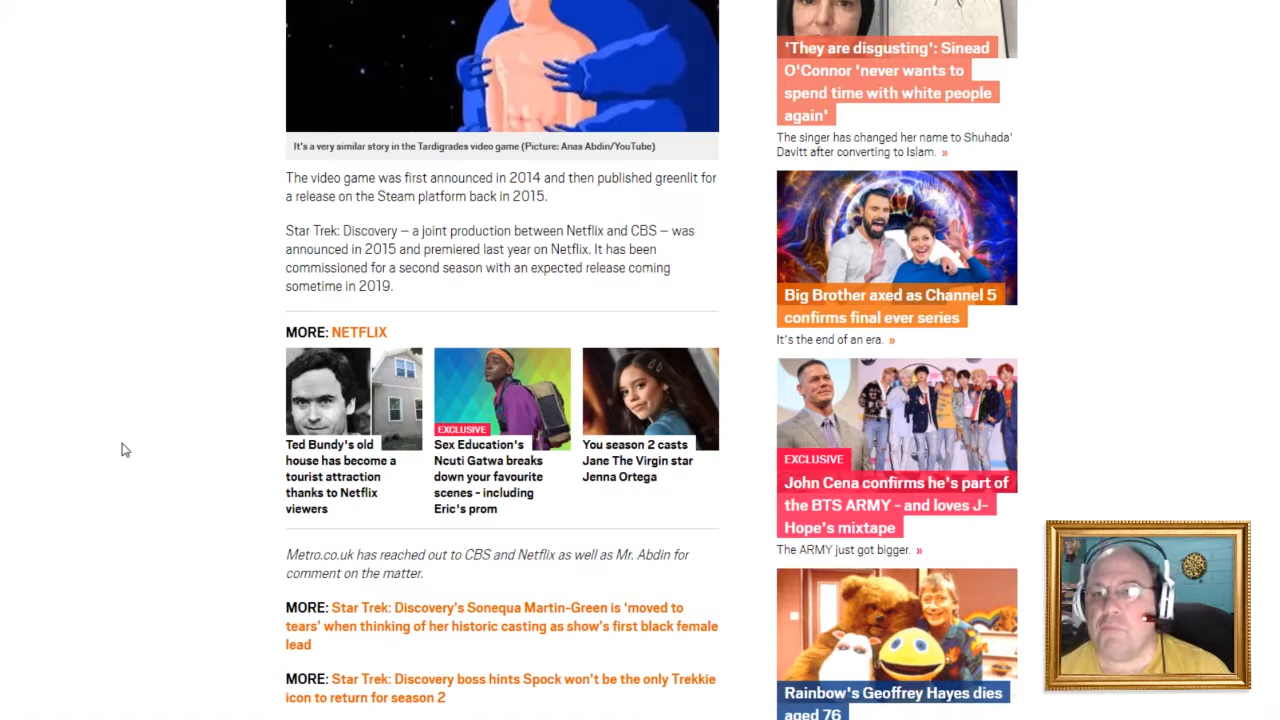 It's a very similar story in the Tardigrades video game (Picture: Anas Abdin/YouTube)
The video game was first announced in 2014 and then published greenlit for
a release on the Steam platform back in 2015.
Star Trek: Discovery – a joint production between Netflix and CBS – was
announced in 2015 and premiered last year on Netflix. It has been
commissioned for a second season with an expected release coming
sometime in 2019.
MORE: NETFLIX
Ted Bundy's old
house has become a
tourist attraction
thanks to Netflix
viewers
EXCLUSIVE
Sex Education's
Ncuti Gatwa breaks
down your favourite
scenes - including
Eric's prom
You season 2 casts
Jane The Virgin star
Jenna Ortega
Metro.co.uk has reached out to CBS and Netflix as well as Mr. Abdin for
comment on the matter.
MORE: Star Trek: Discovery's Sonequa Martin-Green is 'moved to
tears' when thinking of her historic casting as show's first black female
lead
MORE: Star Trek: Discovery boss hints Spock won't be the only Trekkie
icon to return for season 2
'They are disgusting': Sinead
O'Connor 'never wants to
spend time with white people
again'
The singer has changed her name to Shuhada'
Davitt after converting to Islam. »
Big Brother axed as Channel 5
confirms final ever series
It's the end of an era. »
EXCLUSIVE
John Cena confirms he's part of
the BTS ARMY - and loves J-
Hope's mixtape
The ARMY just got bigger. »
Rainbow's Geoffrey Hayes dies
aged 76